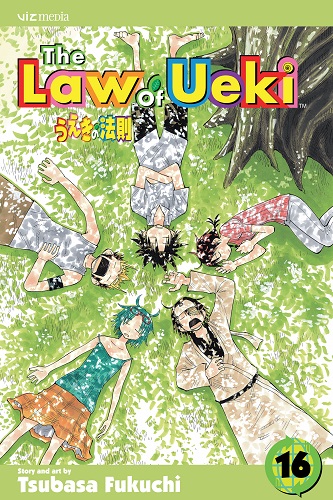 viz media
The
Law of Ueki
TM
うえきの法則
Story and art by
Tsubasa Fukuchi
16